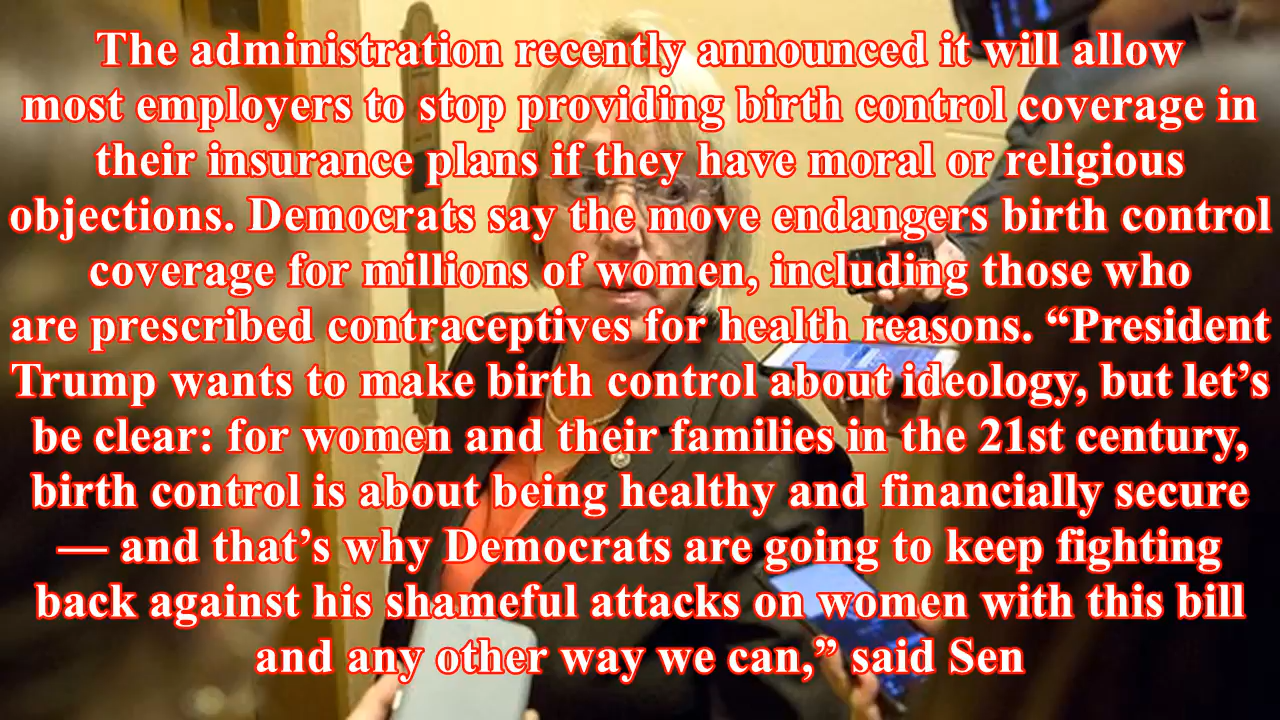 The administration recently announced it will allow
most employers to stop providing birth control coverage in
their insurance plans if they have moral or religious
objections. Democrats say the move endangers birth control
coverage for millions of women, including those who
are prescribed contraceptives for health reasons. “President
Trump wants to make birth control about ideology, but let’s
be clear: for women and their families in the 21st century,
birth control is about being healthy and financially secure
— and that’s why Democrats are going to keep fighting
back against his shameful attacks on women with this bill
and any other way we can,” said Sen